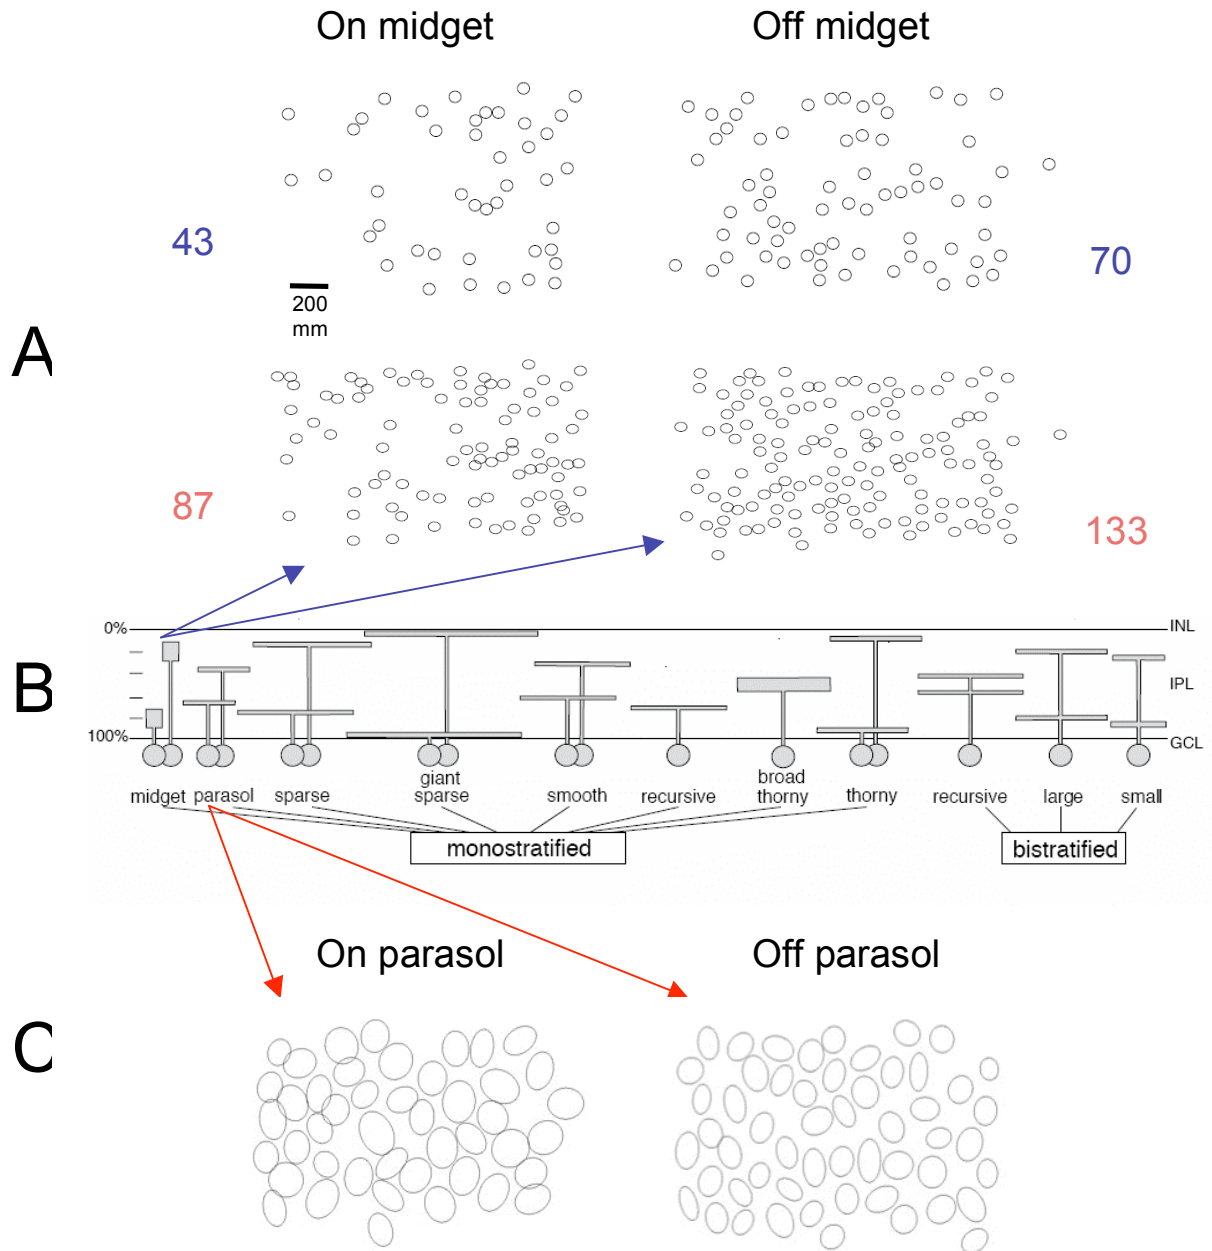 On midget
Off midget
43
70
200
mm
A
87
133
0%
INL
B
IPL
100%
GCL
midget parasol sparse giant sparse smooth recursive broad thorny thorny recursive large small
monostratified
bistratified
On parasol
Off parasol
C